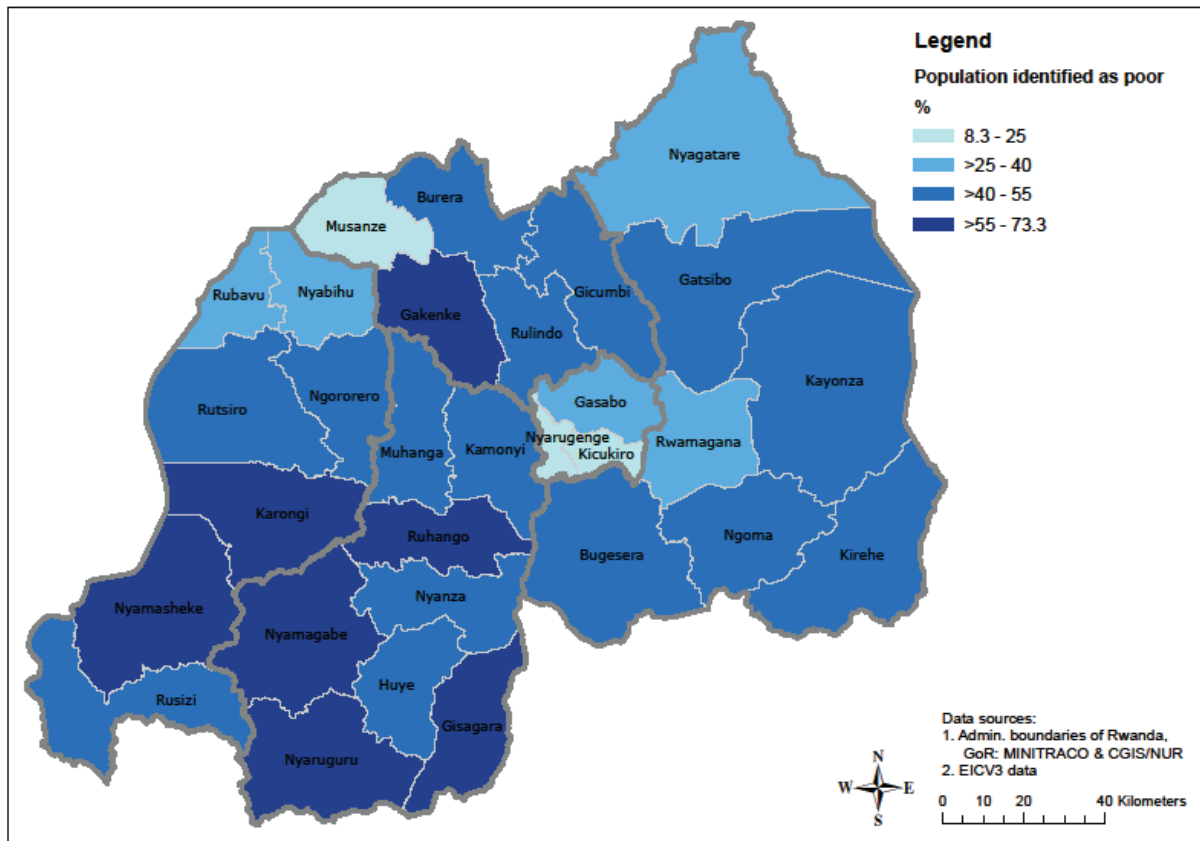 Legend
Population identified as poor
%
8.3 - 25
>25 - 40
>40 - 55
>55 - 73.3
Nyagatare
Burera
Musanze
Gatsibo
Rubavu
Nyabihu
Gicumbi
Gakenke
Rulindo
Kayonza
Ngororero
Gasabo
Rutsiro
Nyarugenge
Rwamagana
Muhanga
Kamonyi
Kicukiro
Karongi
Ruhango
Ngoma
Bugesera
Kirehe
Nyanza
Nyamasheke
Nyamagabe
Huye
Rusizi
Gisagara
Nyaruguru
Data sources:
1. Admin. boundaries of Rwanda,
GoR: MINITRACO & CGIS/NUR
2. EICV3 data
N
W E
S
0 10 20 40 Kilometers